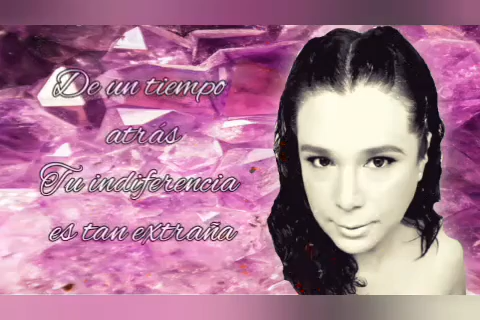 De un tiempo
atrás
Tu indiferencia
es tan extraña